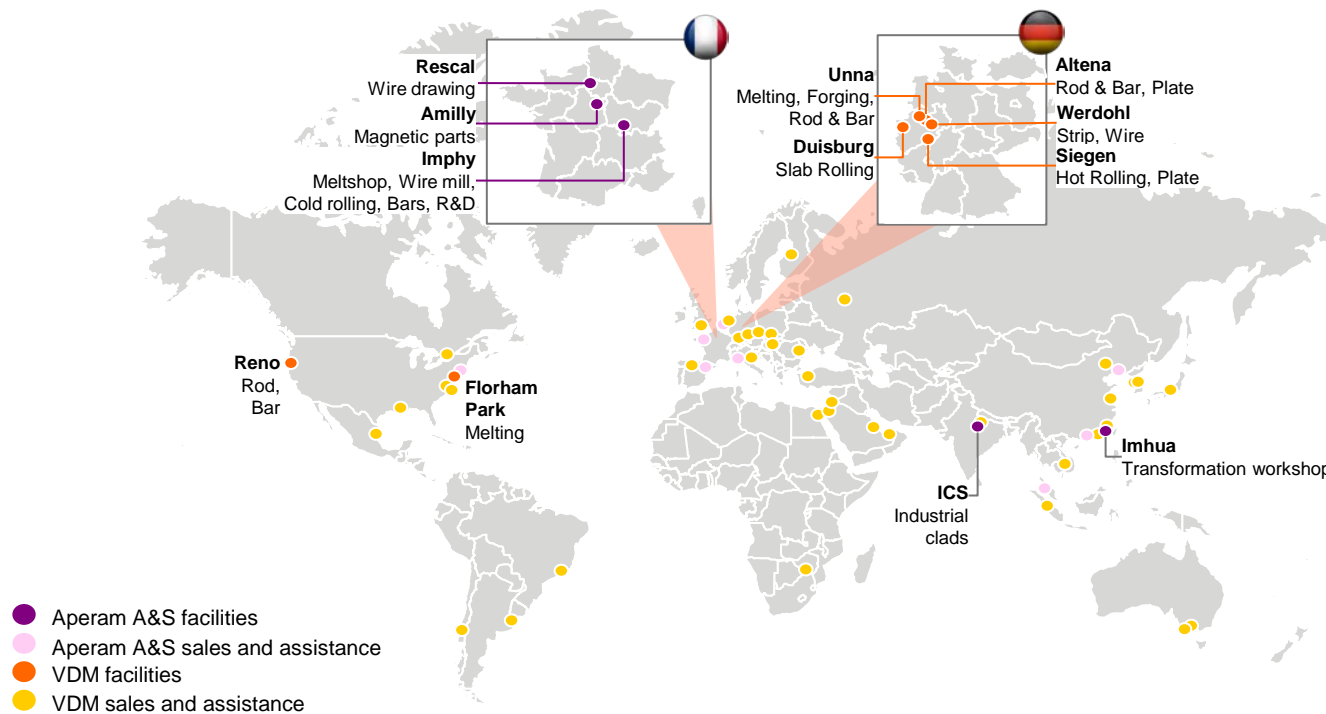 Rescal
Wire drawing
Amilly
Magnetic parts
Imphy
Meltshop, Wire mill,
Cold rolling, Bars, R&D
Unna
Melting, Forging,
Rod & Bar
Duisburg
Slab Rolling
Altena
Rod & Bar, Plate
Werdohl
Strip, Wire
Siegen
Hot Rolling, Plate
Reno
Rod,
Bar
Florham
Park
Melting
ICS
Industrial
clads
Imhua
Transformation workshop
Aperam A&S facilities
Aperam A&S sales and assistance
VDM facilities
VDM sales and assistance